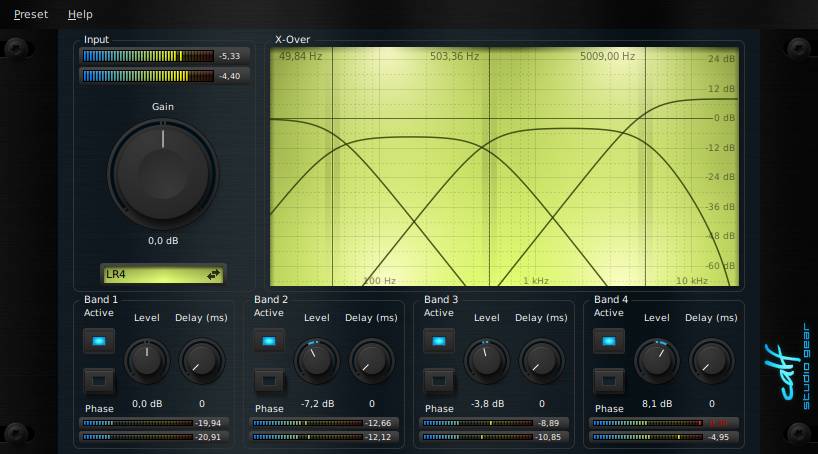 Preset Help
Input
-5,33
-4,40
Gain
0,0 dB
LR4
X-Over
49,84 Hz 503,36 Hz 5009,00 Hz
24 dB
12 dB
0 dB
-12 dB
-24 dB
-36 dB
-48 dB
-60 dB
100 Hz 1 kHz 10 kHz
Band 1
Active
Level Delay (ms)
0,0 dB 0
Phase
-19,94
-20,91
Band 2
Active
Level Delay (ms)
-7,2 dB 0
Phase
-12,66
-12,12
Band 3
Active
Level Delay (ms)
-3,8 dB 0
Phase
-8,89
-10,85
Band 4
Active
Level Delay (ms)
8,1 dB 0
Phase
-4,95
calf
studio gear